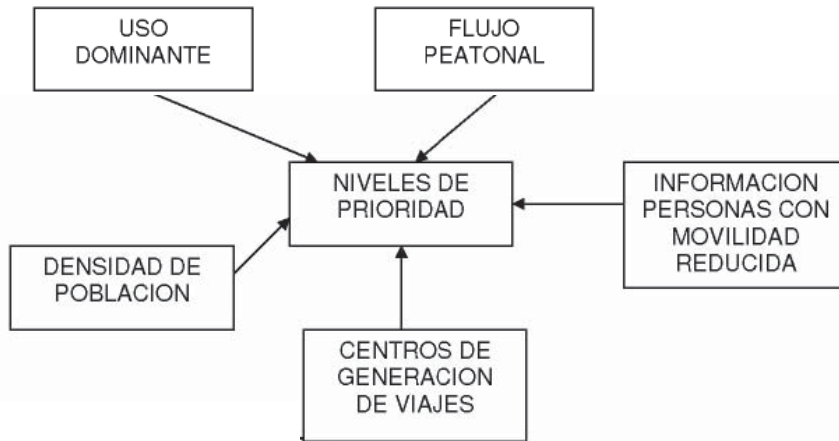 USO
DOMINANTE
FLUJO
PEATONAL
NIVELES DE
PRIORIDAD
INFORMACION
PERSONAS CON
MOVILIDAD
REDUCIDA
DENSIDAD DE
POBLACION
CENTROS DE
GENERACION
DE VIAJES